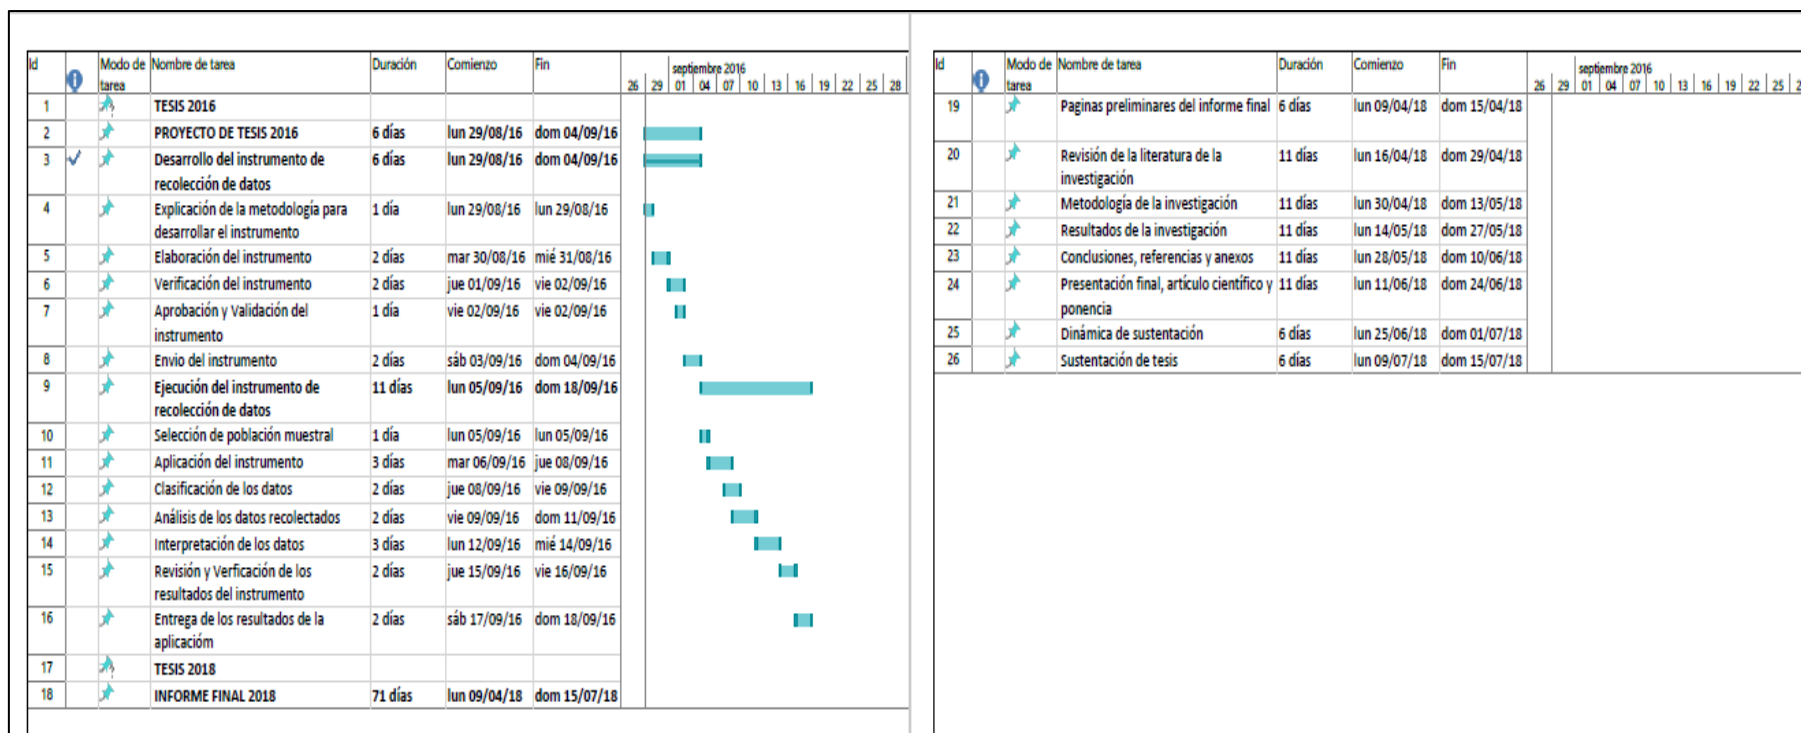 Id Modo de tarea Nombre de tarea Duración Comienzo Fin
septiembre 2016
26 29 01 04 07 10 13 16 19 22 25 28
1 TESIS 2016
2 PROYECTO DE TESIS 2016 6 días lun 29/08/16 dom 04/09/16
3 Desarrollo del instrumento de 6 días lun 29/08/16 dom 04/09/16
recolección de datos
4 Explicación de la metodología para 1 día lun 29/08/16 lun 29/08/16
desarrollar el instrumento
5 Elaboración del instrumento 2 días mar 30/08/16 mié 31/08/16
6 Verificación del instrumento 2 días jue 01/09/16 vie 02/09/16
7 Aprobación y Validación del 1 día vie 02/09/16 vie 02/09/16
instrumento
8 Envio del instrumento 2 días sáb 03/09/16 dom 04/09/16
9 Ejecución del instrumento de 11 días lun 05/09/16 dom 18/09/16
recolección de datos
10 Selección de población muestral 1 día lun 05/09/16 lun 05/09/16
11 Aplicación del instrumento 3 días mar 06/09/16 jue 08/09/16
12 Clasificación de los datos 2 días jue 08/09/16 vie 09/09/16
13 Análisis de los datos recolectados 2 días vie 09/09/16 dom 11/09/16
14 Interpretación de los datos 3 días lun 12/09/16 mié 14/09/16
15 Revisión y Verficación de los 2 días jue 15/09/16 vie 16/09/16
resultados del instrumento
16 Entrega de los resultados de la 2 días sáb 17/09/16 dom 18/09/16
aplicacióm
17 TESIS 2018
18 INFORME FINAL 2018 71 días lun 09/04/18 dom 15/07/18
Id Modo de tarea Nombre de tarea Duración Comienzo Fin
septiembre 2016
26 29 01 04 07 10 13 16 19 22 25 2
19 Paginas preliminares del informe final 6 días lun 09/04/18 dom 15/04/18
20 Revisión de la literatura de la 11 días lun 16/04/18 dom 29/04/18
investigación
21 Metodología de la investigación 11 días lun 30/04/18 dom 13/05/18
22 Resultados de la investigación 11 días lun 14/05/18 dom 27/05/18
23 Conclusiones, referencias y anexos 11 días lun 28/05/18 dom 10/06/18
24 Presentación final, artículo científico y 11 días lun 11/06/18 dom 24/06/18
ponencia
25 Dinámica de sustentación 6 días lun 25/06/18 dom 01/07/18
26 Sustentación de tesis 6 días lun 09/07/18 dom 15/07/18